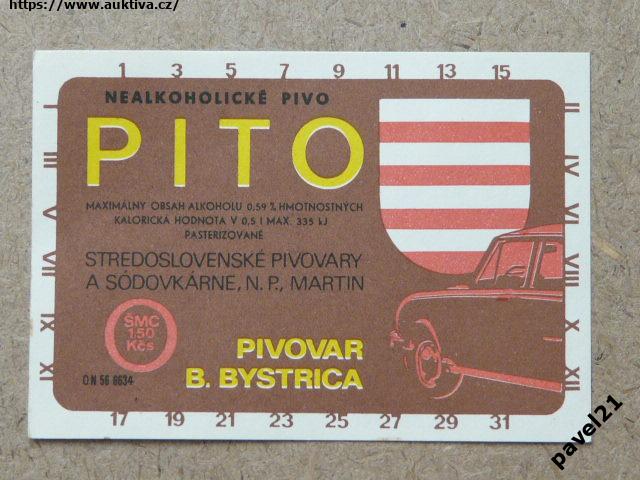 https://www.auktiva.cz/
1 3 5 7 9 11 13 15
NEALKOHOLICKÉ PIVO
PITO
MAXIMÁLNY OBSAH ALKOHOLU 0,59 % HMOTNOSTNÝCH
KALORICKÁ HODNOTA V 0,5 l MAX. 335 kJ
PASTERIZOVANÉ
STREDOSLOVENSKÉ PIVOVARY
A SÓDOVKÁRNE, N. P., MARTIN
ŠMC
1,50
Kčs
PIVOVAR
B. BYSTRICA
ON 56 6634
I
III
V
VII
XI
IX
II
IV
VI
VIII
X
XII
17 19 21 23 25 27 29 31
pavel21